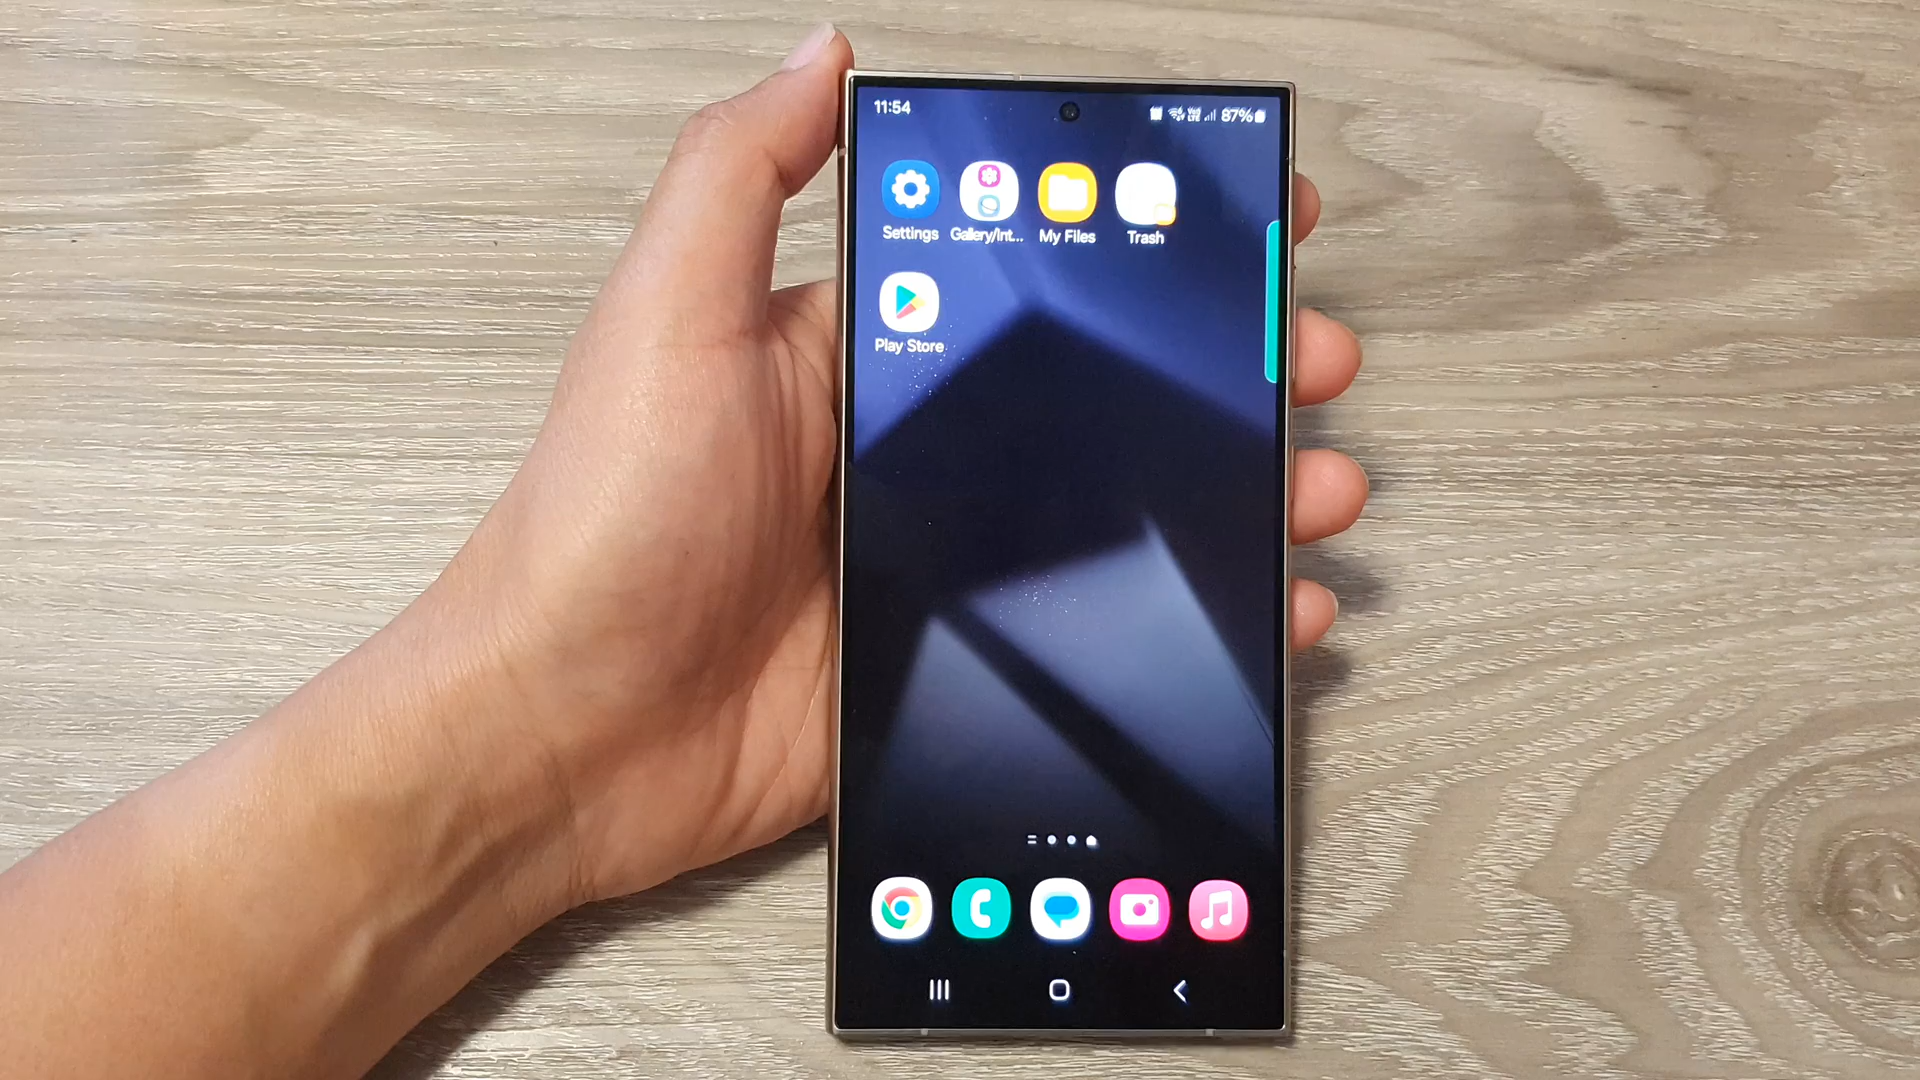 11:54
87%
Settings
Gallery/Int...
My Files
Trash
Play Store